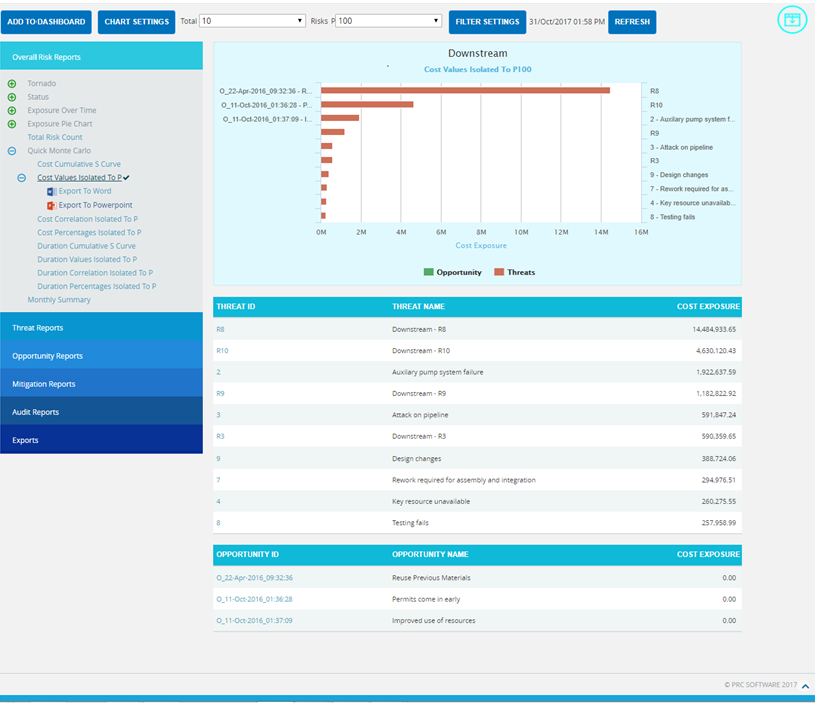 ADD TO DASHBOARD CHART SETTINGS Total 10 Risks P 100 FILTER SETTINGS 31/Oct/2017 01:58 PM REFRESH
Overall Risk Reports
Tornado
Status
Exposure Over Time
Exposure Pie Chart
Total Risk Count
Quick Monte Carlo
Cost Cumulative S Curve
Cost Values Isolated To P
Export To Word
Export To Powerpoint
Cost Correlation Isolated To P
Cost Percentages Isolated To P
Duration Cumulative S Curve
Duration Values Isolated To P
Duration Correlation Isolated To P
Duration Percentages Isolated To P
Monthly Summary
Threat Reports
Opportunity Reports
Mitigation Reports
Audit Reports
Exports
Downstream
Cost Values Isolated To P100
O_22-Apr-2016_09:32:36 - R...
O_11-Oct-2016_01:36:28 - P...
O_11-Oct-2016_01:37:09 - I...
R8
R10
2 - Auxilary pump system f...
R9
3 - Attack on pipeline
R3
9 - Design changes
7 - Rework required for as...
4 - Key resource unavailab...
8 - Testing fails
0M 2M 4M 6M 8M 10M 12M 14M 16M
Cost Exposure
Opportunity Threats
THREAT ID THREAT NAME COST EXPOSURE
R8 Downstream - R8 14,484,933.65
R10 Downstream - R10 4,630,120.43
2 Auxilary pump system failure 1,922,637.59
R9 Downstream - R9 1,182,822.92
3 Attack on pipeline 591,847.24
R3 Downstream - R3 590,359.65
9 Design changes 388,724.06
7 Rework required for assembly and integration 294,976.51
4 Key resource unavailable 260,275.55
8 Testing fails 257,958.99
OPPORTUNITY ID OPPORTUNITY NAME COST EXPOSURE
O_22-Apr-2016_09:32:36 Reuse Previous Materials 0.00
O_11-Oct-2016_01:36:28 Permits come in early 0.00
O_11-Oct-2016_01:37:09 Improved use of resources 0.00
© PRC SOFTWARE 2017